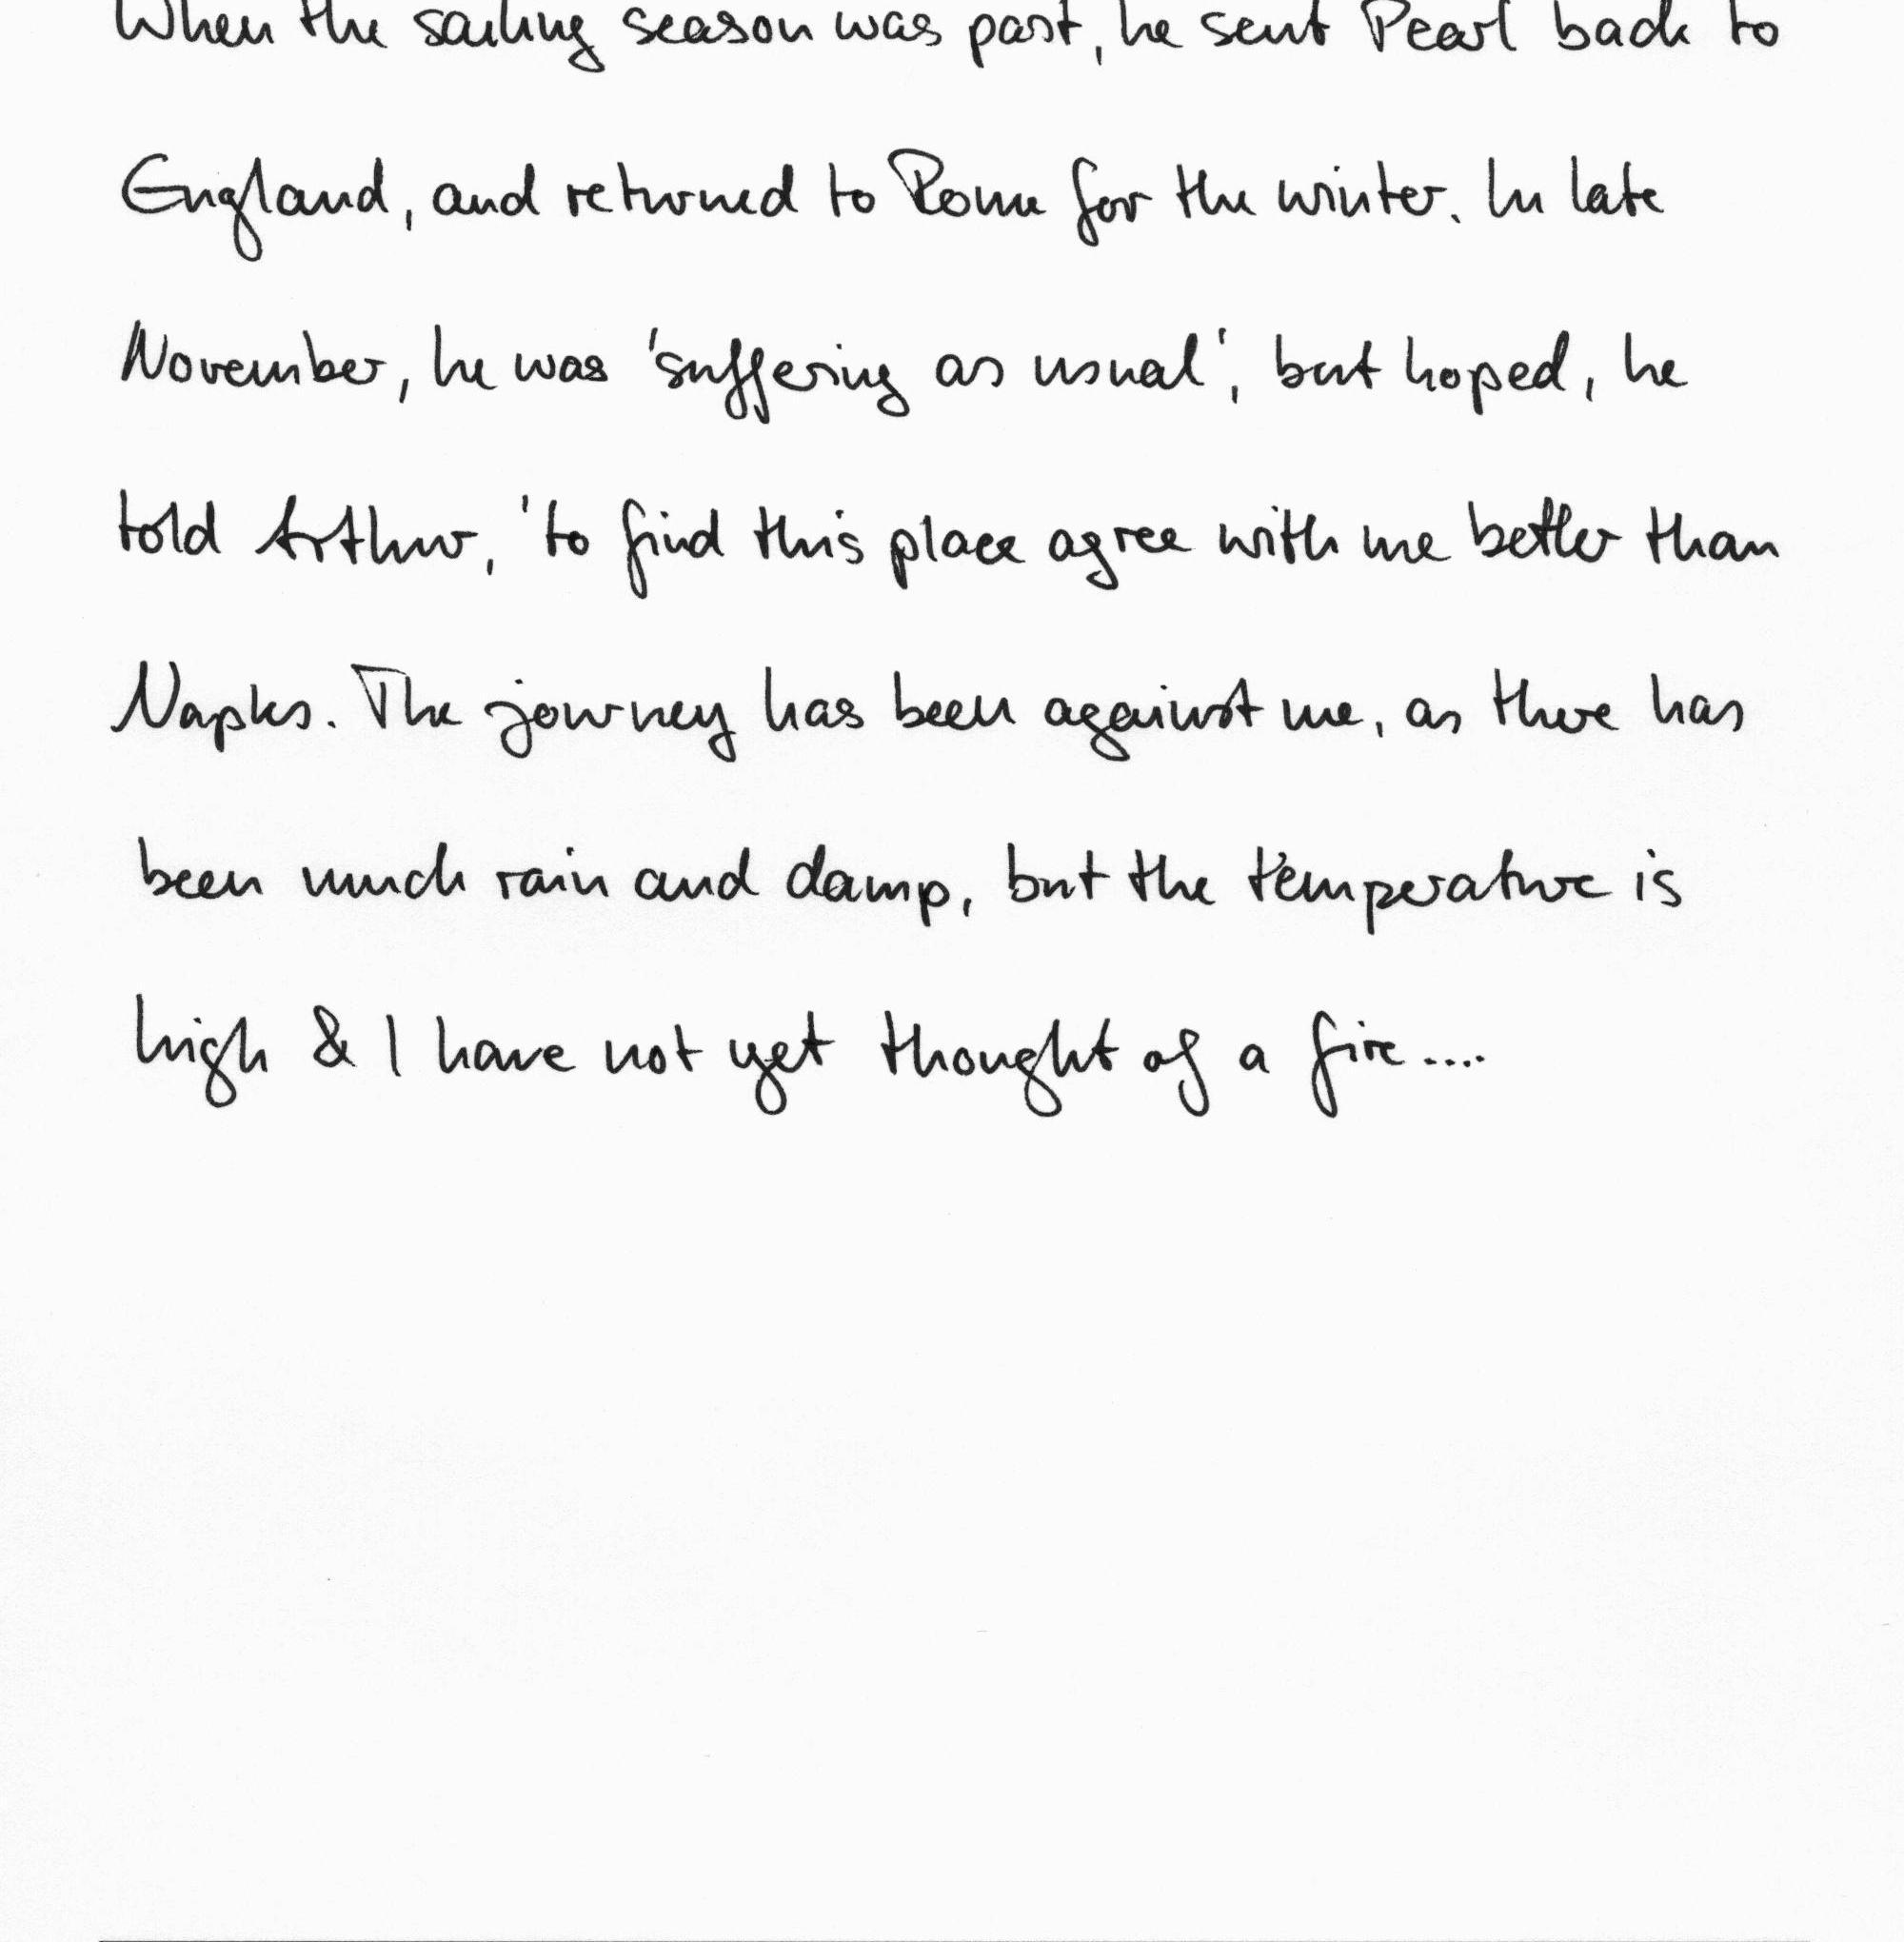 When the sailing season was past, he sent Pearl back to
England, and returned to Rome for the winter. In late
November, he was 'suffering as usual', but hoped, he
told Arthur, 'to find this place agree with me better than
Naples. The journey has been against me, as there has
been much rain and damp, but the temperature is
high & I have not yet thought of a fire....